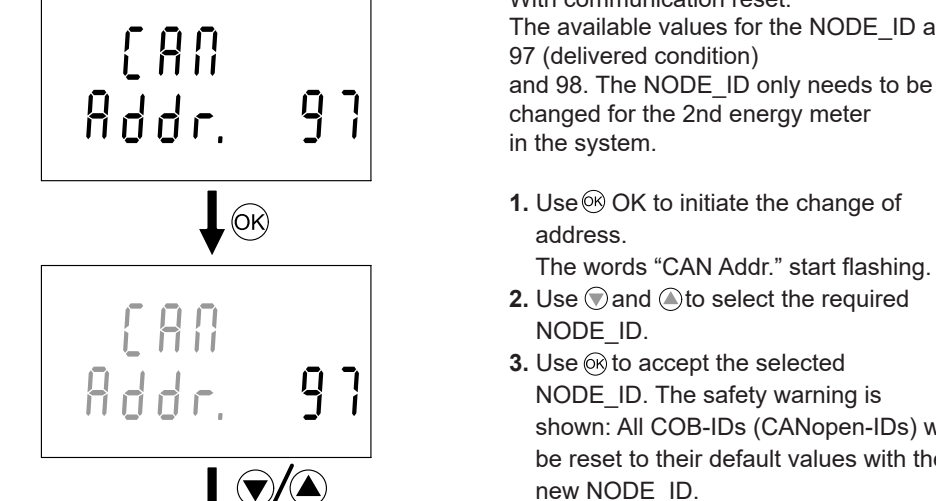 CAN
Addr. 97
OK
CAN
Addr. 97
With communication reset.
The available values for the NODE_ID
97 (delivered condition)
and 98. The NODE_ID only needs to be
changed for the 2nd energy meter
in the system.
1. Use OK OK to initiate the change of
address.
The words “CAN Addr.” start flashing.
2. Use and to select the required
NODE_ID.
3. Use OK to accept the selected
NODE_ID. The safety warning is
shown: All COB-IDs (CANopen-IDs)
be reset to their default values with
new NODE_ID.